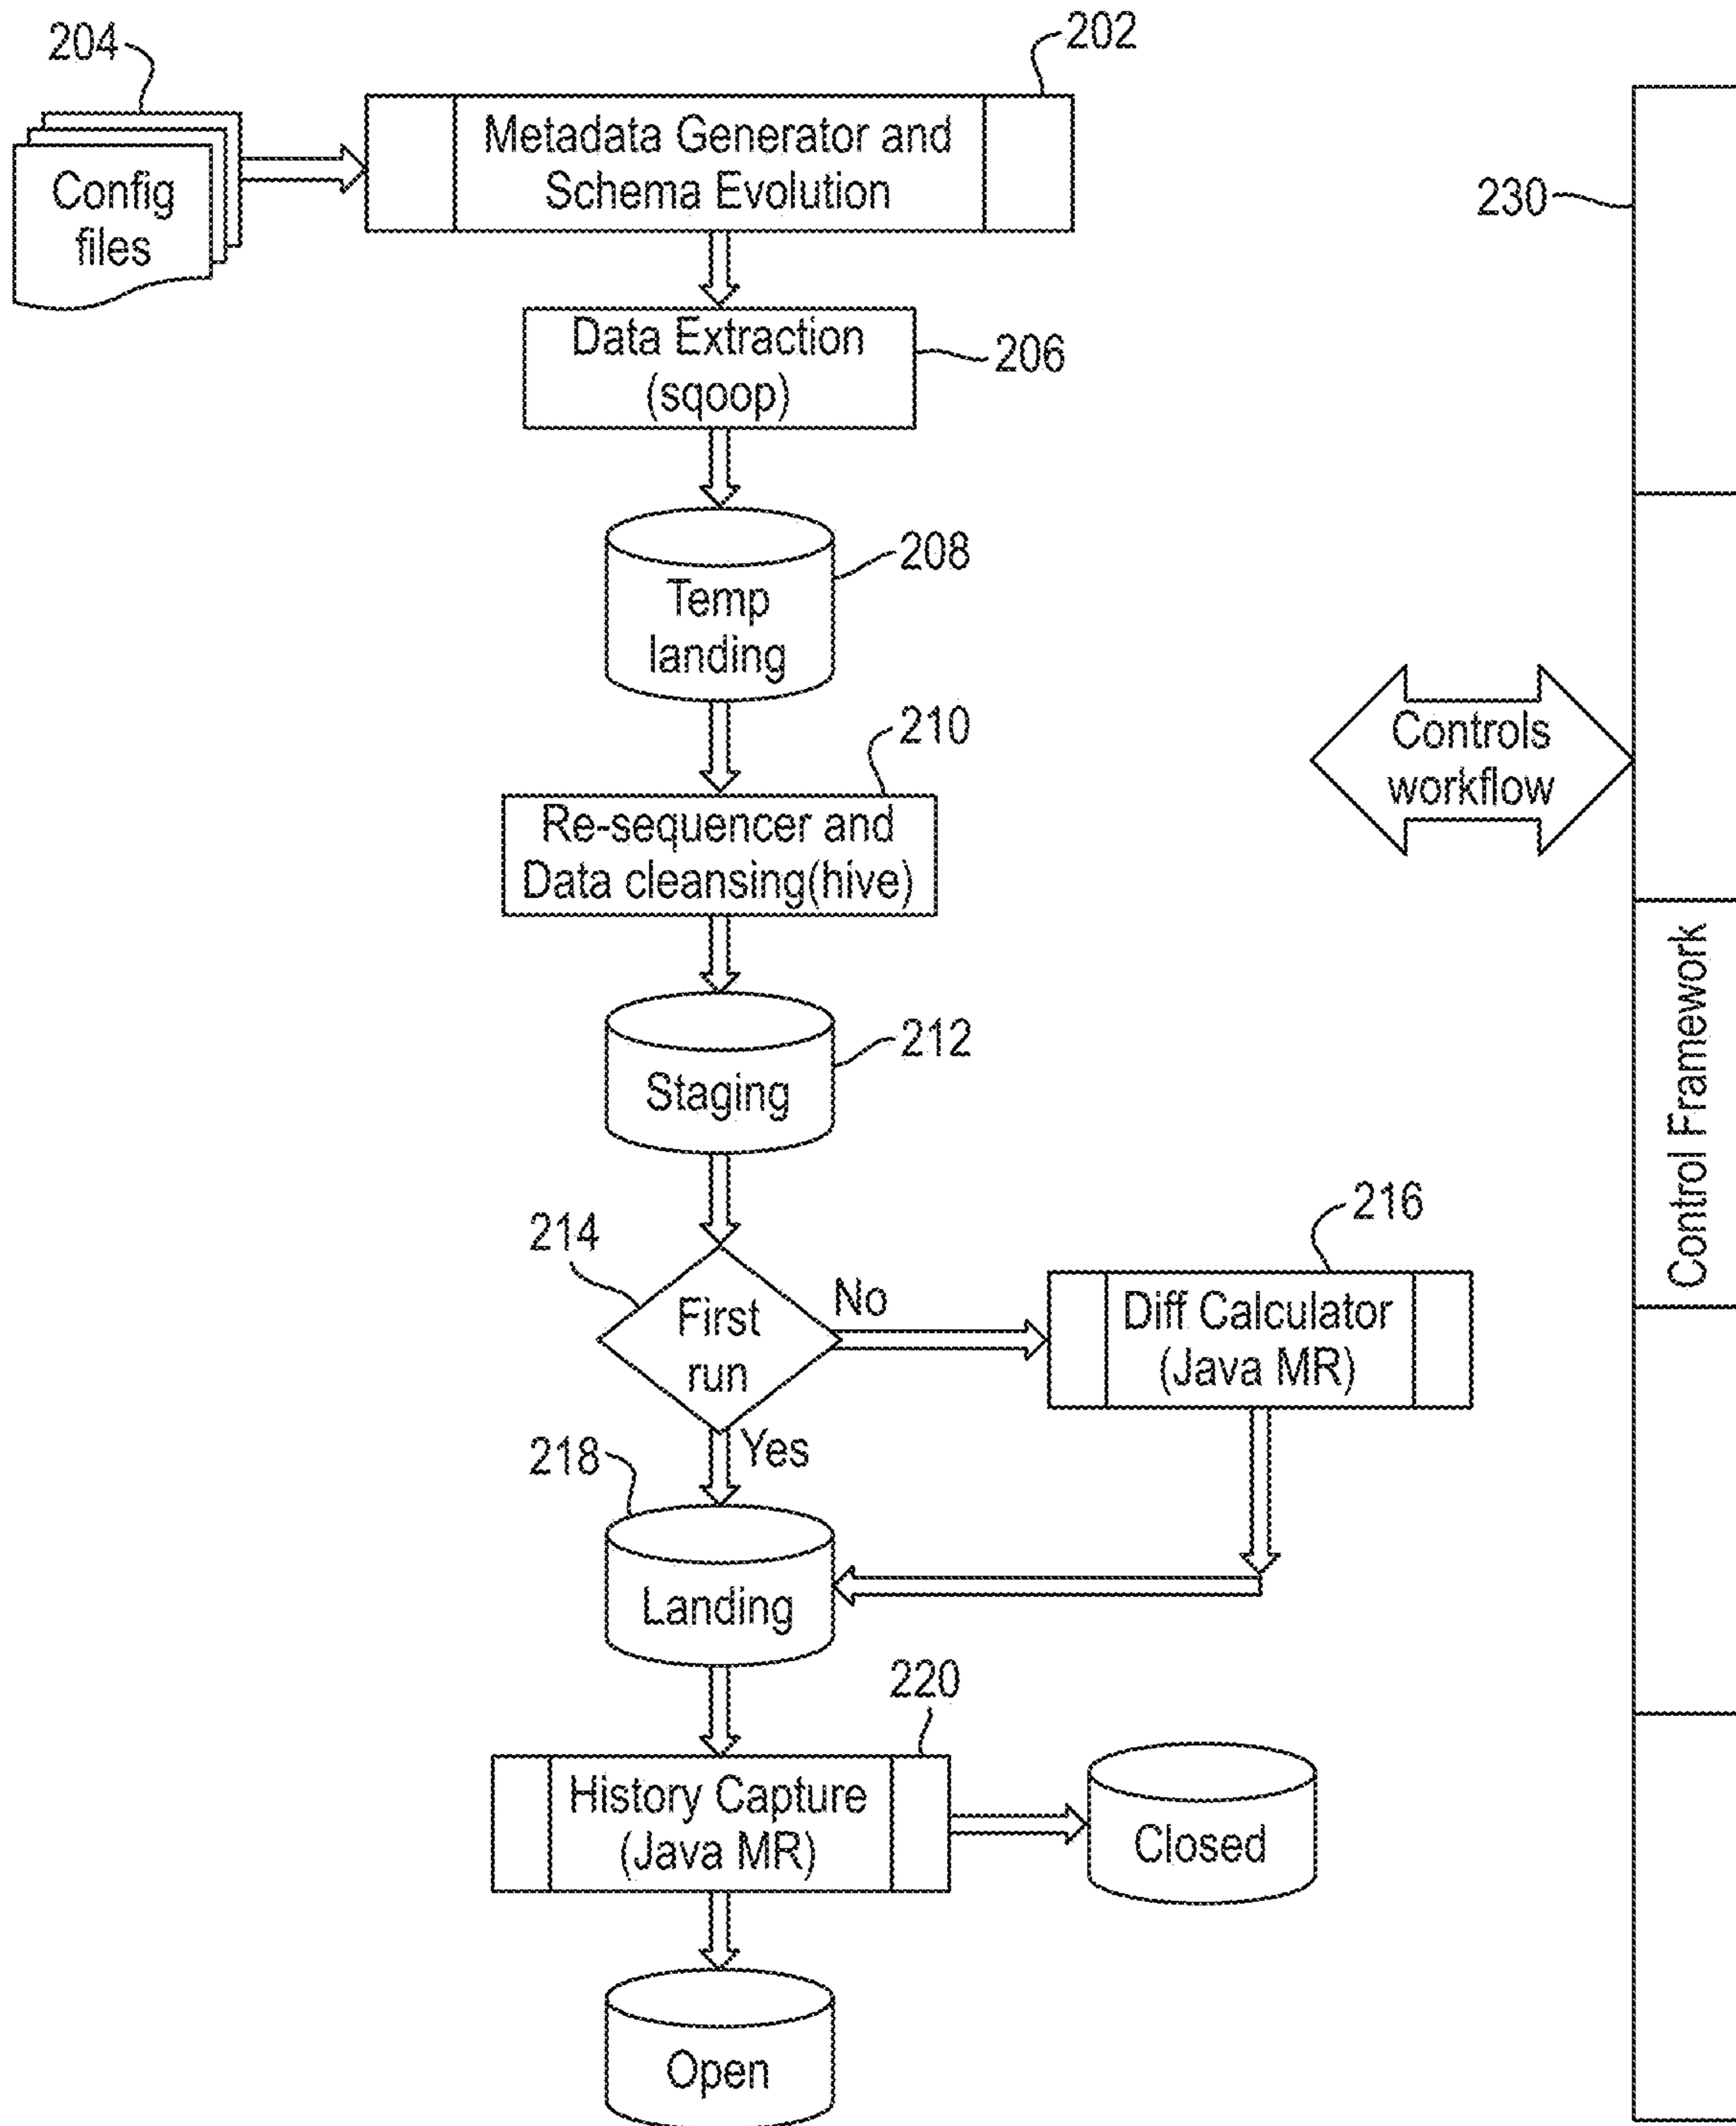 204
202
Config
files
Metadata Generator and
Schema Evolution
230
Data Extraction
(sqoop)
206
208
Temp
landing
Controls
workflow
210
Re-sequencer and
Data cleansing(hive)
Control Framework
212
Staging
214
216
First
run
No
Diff Calculator
(Java MR)
Yes
218
Landing
220
History Capture
(Java MR)
Closed
Open